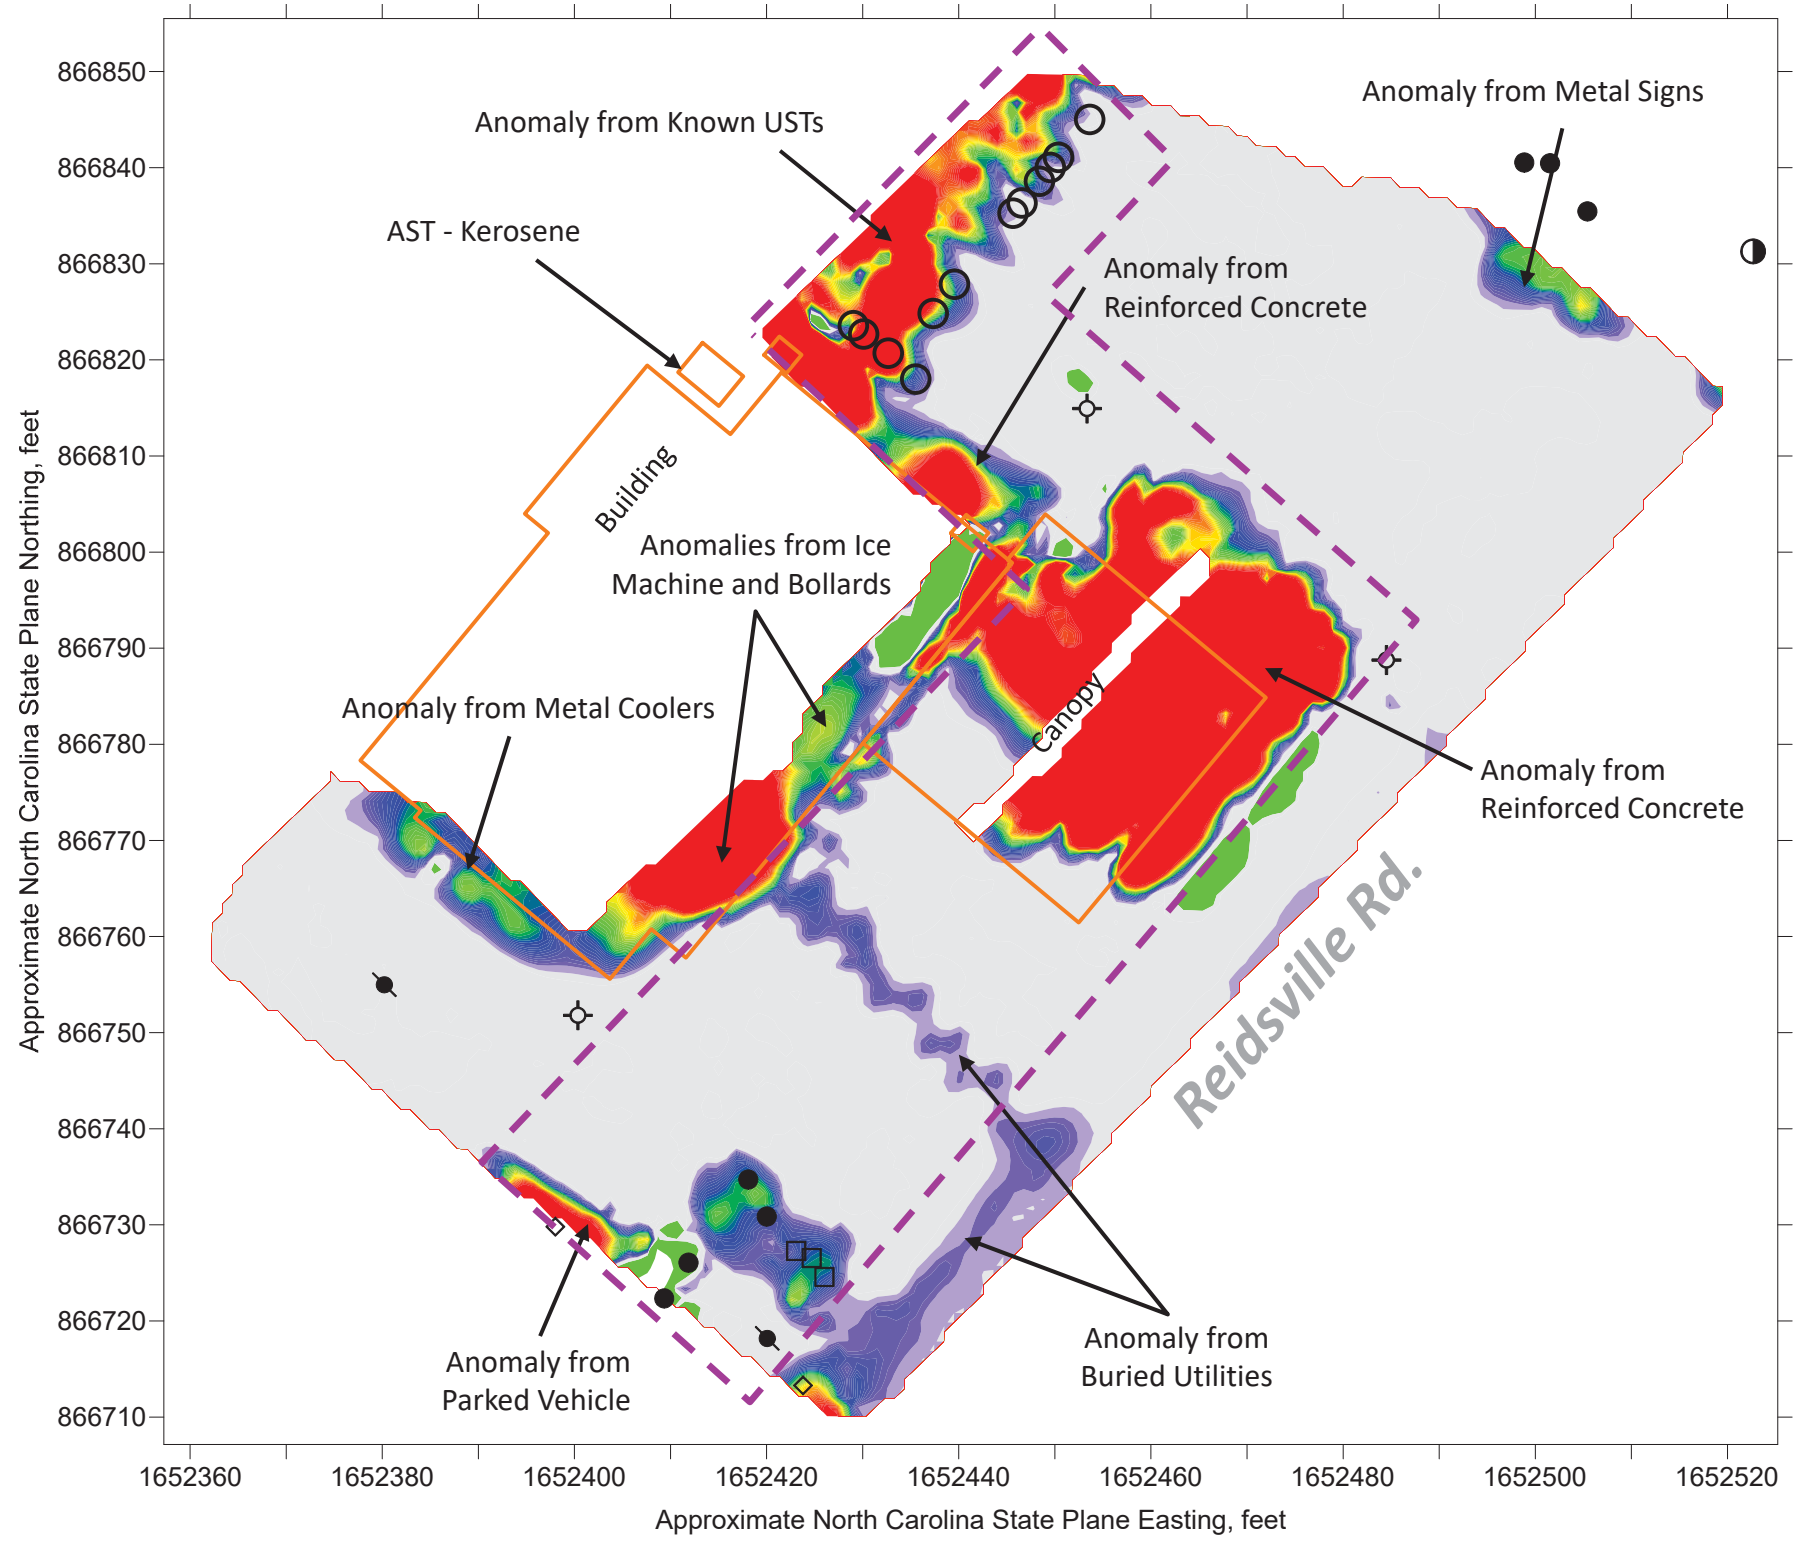 Anomaly from Metal Signs
Anomaly from Known USTs
AST - Kerosene
Anomaly from
Reinforced Concrete
Building
Anomalies from Ice
Machine and Bollards
Anomaly from Metal Coolers
Canopy
Anomaly from
Reinforced Concrete
Reidsville Rd.
Anomaly from
Buried Utilities
Anomaly from
Parked Vehicle
Approximate North Carolina State Plane Northing, feet
866850
866840
866830
866820
866810
866800
866790
866780
866770
866760
866750
866740
866730
866720
866710
1652360 1652380 1652400 1652420 1652440 1652460 1652480 1652500 1652520
Approximate North Carolina State Plane Easting, feet